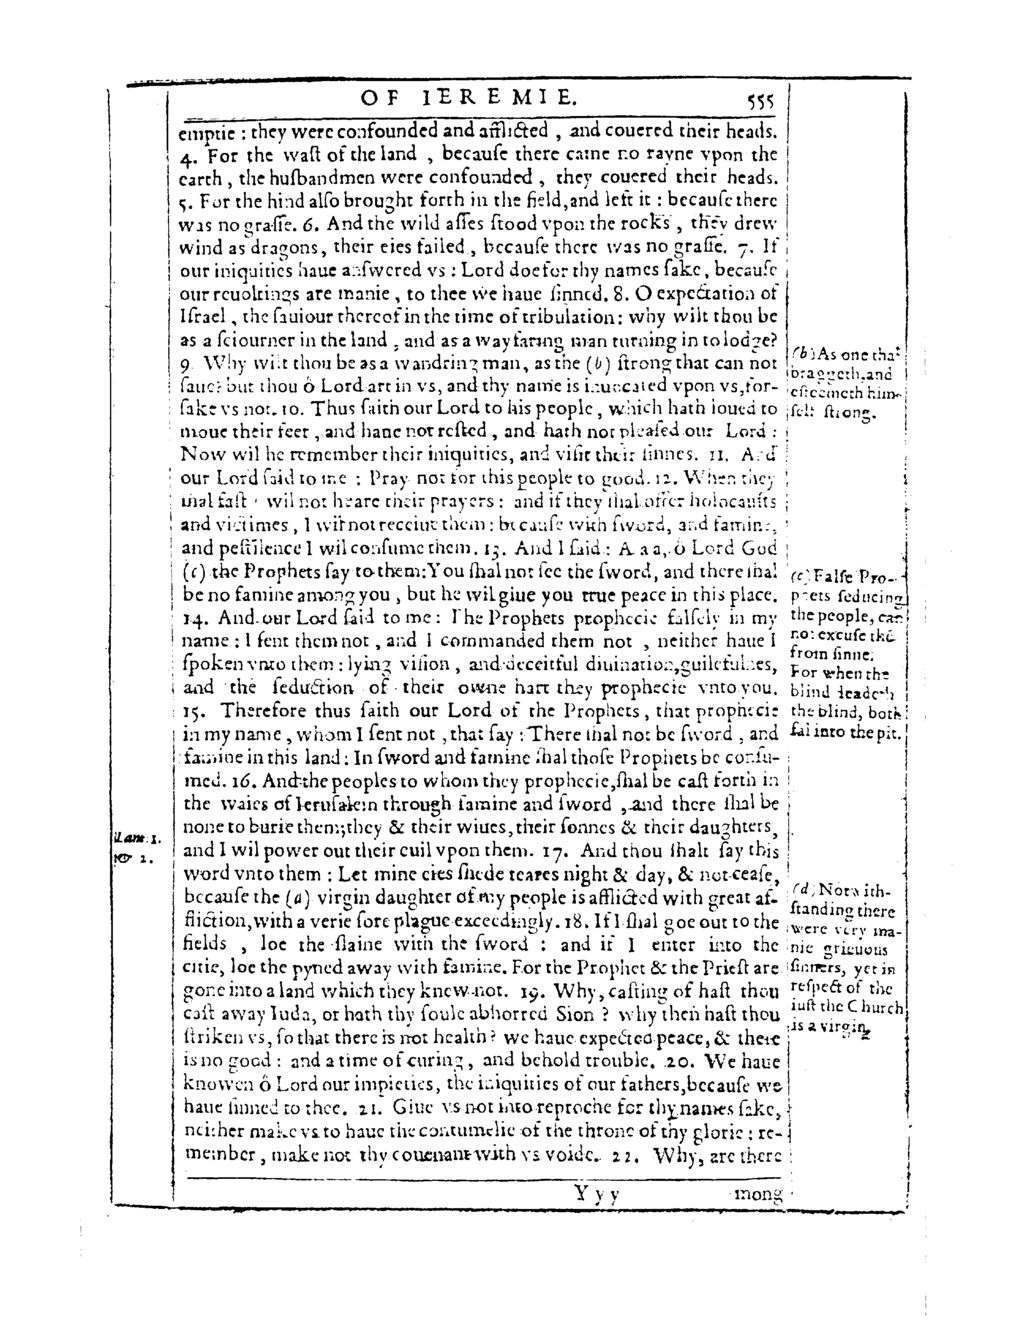 OF IEREMIE. 555
emptie : they were confounded and afflicted , and couered their heads.
4. For the wast of the land , because there came no rayne vpon the
earth , the husbandmen were confounded , they couered their heads.
5. For the hind also brought forth in the field,and left it : because there
was no grasse. 6. And the wild asses stood vpon the rocks , they drew
wind as dragons, their eies failed , because there was no grasse. 7. If
our iniquities haue answered vs : Lord doe for thy names sake, because
our reuoltings are manie , to thee we haue sinned. 8. O expectation of
Israel , the sauiour thereof in the time of tribulation: why wilt thou be
as a seiourner in the land , and as a wayfaring man turning in to lodge?
9. Why wilt thou be as a wandring man, as the (b) strong that can not
saue? but thou ô Lord art in vs, and thy name is inuocated vpon vs,for-
sake vs not. 10. Thus saith our Lord to his people , which hath loued to
moue their feet , and haue not rested , and hath not pleased our Lord :
Now wil he remember their iniquities, and visit their sinnes. 11. And
our Lord said to me : Pray not for this people to good. 12. When they
shal fast wil not heare their prayers : and if they shal offer holocausts
and victimes , I wil not receiue them : because with sword, and famine,
and pestilence I wil consume them. 13. And I said : A a a, ô Lord God
(c) the Prophets say to them:You shal not see the sword, and there shal
be no famine among you , but he wil giue you true peace in this place.
14. And our Lord said to me : The Prophets prophecie falsely in my
name : I sent them not , and I commanded them not , neither haue I
spoken vnto them : lying vision , and deceitful diuination,guilefulnes,
and the seduction of their owne hart they prophecie vnto you.
15. Therefore thus saith our Lord of the Prophets , that prophecie
in my name , whom I sent not , that say : There shal not be sword , and
famine in this land : In sword and famine shal those Prophets be consu-
med. 16. And the peoples to whom they prophecie,shal be cast forth in
the waies of Ierusalem through famine and sword , and there shal be
none to burie them;they & their wiues,their sonnes & their daughters,
and I wil power out their euil vpon them. 17. And thou shalt say this
word vnto them : Let mine eies shede teares night & day, & not cease,
because the (d) virgin daughter of my people is afflicted with great af-
fliction,with a verie sore plague exceedingly. 18. If I shal goe out to the
fields , loe the slaine with the sword : and if I enter into the
citie, loe the pyned away with famine. For the Prophet & the Priest are
gone into a land which they knew not. 19. Why, casting of hast thou
cast away Iuda, or hath thy soule abhorred Sion ? why then hast thou
striken vs, so that there is not health? we haue expected peace, & there
is no good : and a time of curing, and behold trouble. 20. We haue
knowen ô Lord our impieties, the iniquities of our fathers,because we
haue sinned to thee. 21. Giue vs not into reproche for thy names sake,
neither make vs to haue the contumelie of the throne of thy glorie : re-
member , make not thy couenant with vs voide. 22. Why, are there
Yyy mong
(b) As one that
braggeth,and
esteemeth him-
self strong.
(c) False Pro-
pets seducing
the people, can
not excuse the
from sinne.
For when the
blind leadeth
the blind, both
fal into the pit.
(d) Notwith-
standing there
were very ma-
nie grieuous
sinners, yet in
respect of the
iust the Church
is a virgin.
Lam. 1.
& 2.